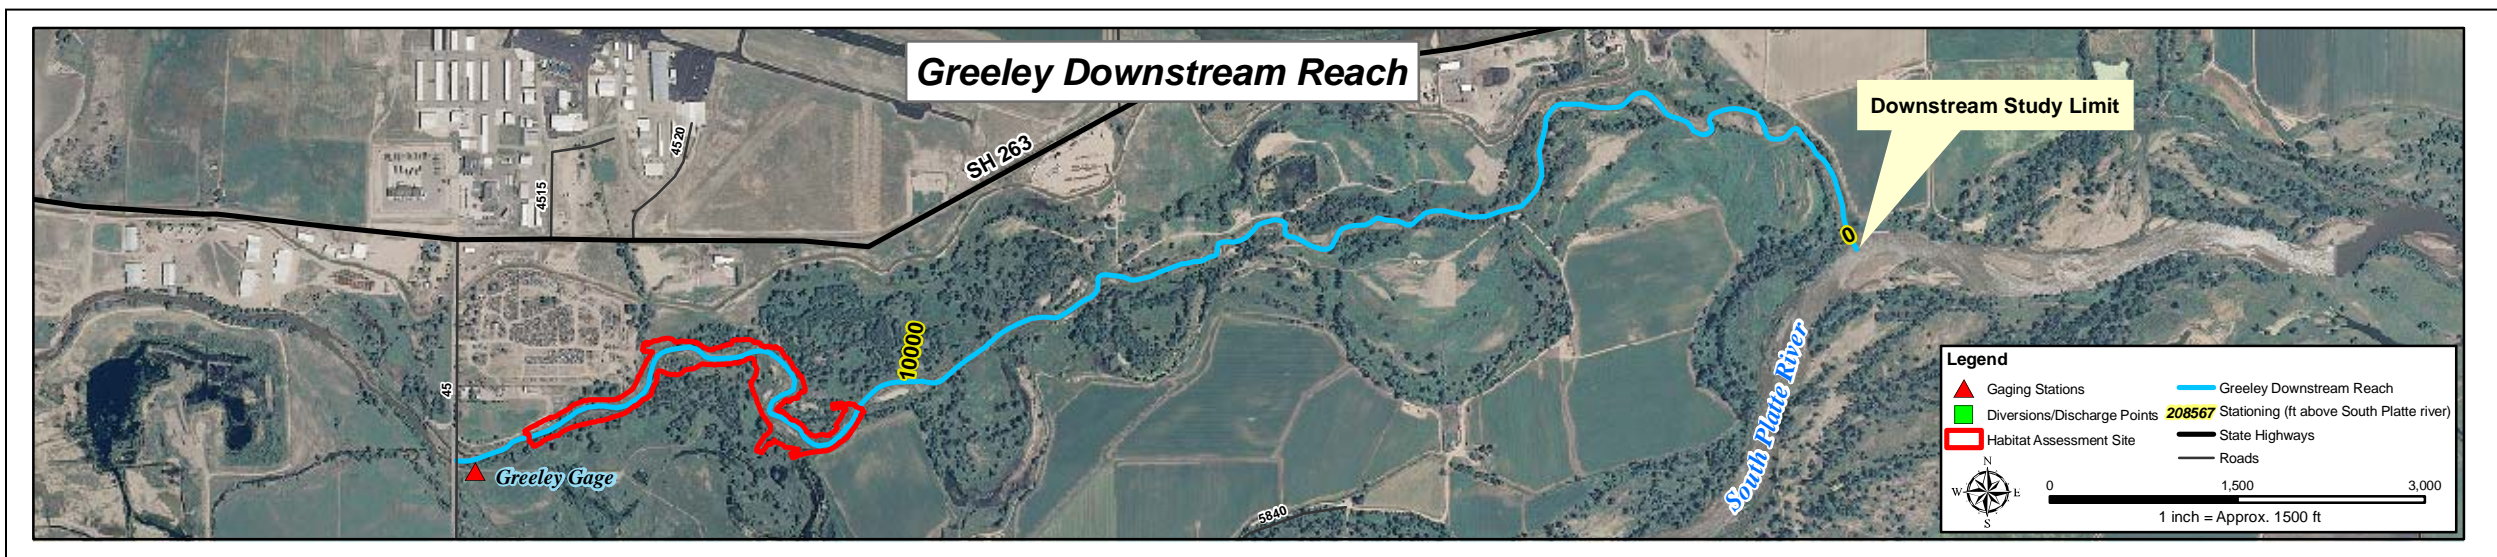 Greeley Downstream Reach
Downstream Study Limit
SH 263
4520
4515
45
10000
0
Greeley Gage
South Platte River
5840
Legend
Gaging Stations
Diversions/Discharge Points
Habitat Assessment Site
Greeley Downstream Reach
208567 Stationing (ft above South Platte river)
State Highways
Roads
N
W E
S
0 1,500 3,000
1 inch = Approx. 1500 ft